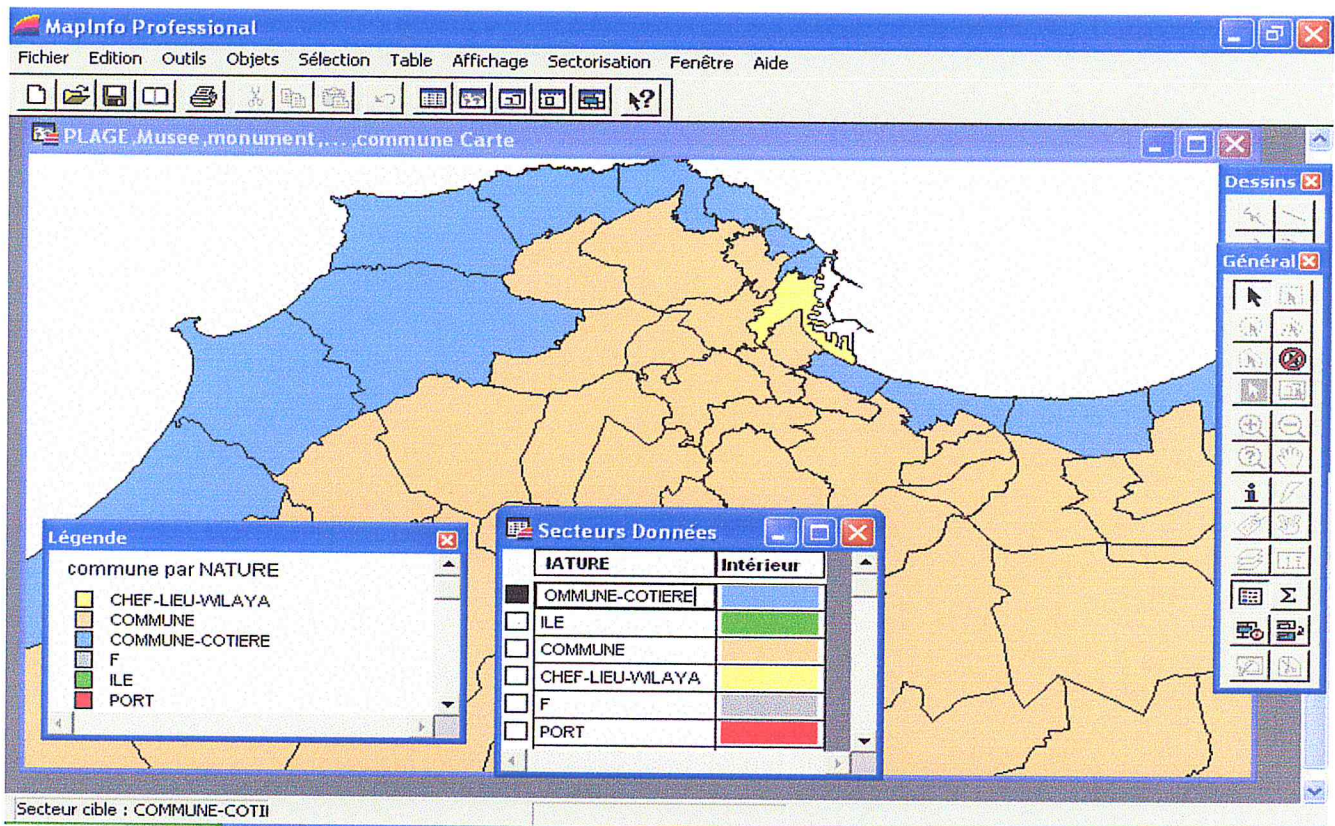 MapInfo Professional
Fichier Edition Outils Objets Sélection Table Affichage Sectorisation Fenêtre Aide
PLAGE,Musee,monument,...,commune Carte
Dessins
Général
Légende
commune par NATURE
CHEF-LIEU-WILAYA
COMMUNE
COMMUNE-COTIERE
F
ILE
PORT
Secteurs Données
IATURE Intérieur
OMMUNE-COTIERE
ILE
COMMUNE
CHEF-LIEU-WILAYA
F
PORT
Secteur cible : COMMUNE-COTII